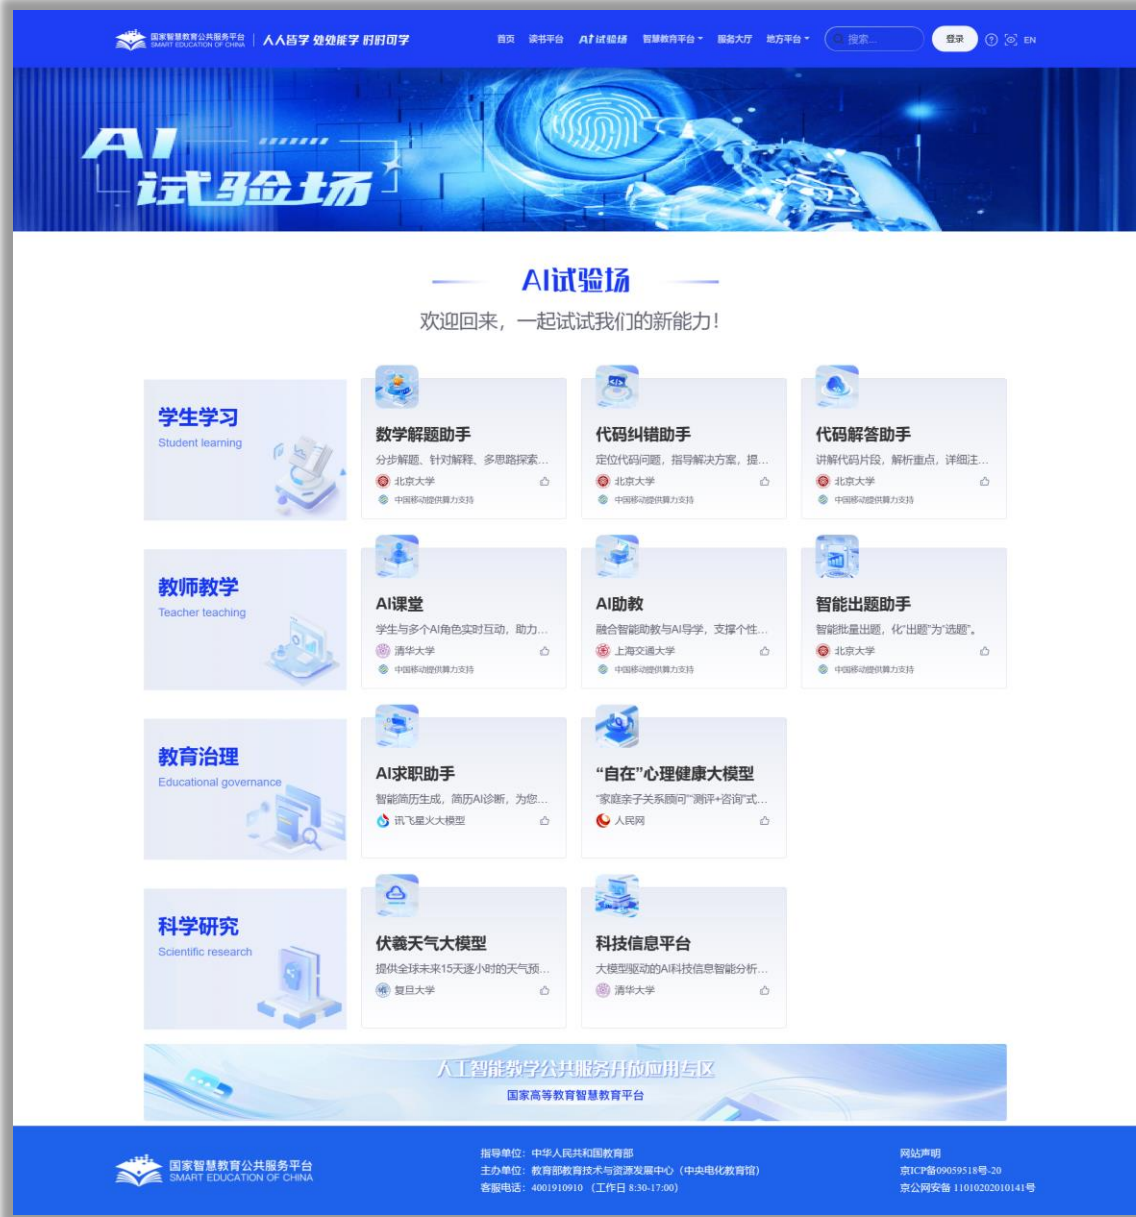 国家智慧教育公共服务平台
SMART EDUCATION OF CHINA
人人皆学 处处能学 时时可学
首页 读书平台 AI试验场 智慧教育平台 服务大厅 地方平台 搜索... 登录 EN
AI
试验场
AI试验场
欢迎回来，一起试试我们的新能力！
学生学习
Student learning
数学解题助手
分步解题、针对解释、多思路探索...
北京大学
中国移动提供算力支持
代码纠错助手
定位代码问题，指导解决方案，提...
北京大学
中国移动提供算力支持
代码解答助手
讲解代码片段，解析重点，详细注...
北京大学
中国移动提供算力支持
教师教学
Teacher teaching
AI课堂
学生与多个AI角色实时互动，助力...
清华大学
中国移动提供算力支持
AI助教
融合智能助教与AI导学，支撑个性...
上海交通大学
中国移动提供算力支持
智能出题助手
智能批量出题，化“出题”为“选题”。
北京大学
中国移动提供算力支持
教育治理
Educational governance
AI求职助手
智能简历生成，简历AI诊断，为您...
讯飞星火大模型
“自在”心理健康大模型
“家庭亲子关系顾问”“测评+咨询”式...
人民网
科学研究
Scientific research
伏羲天气大模型
提供全球未来15天逐小时的天气预...
复旦大学
科技信息平台
大模型驱动的AI科技信息智能分析...
清华大学
人工智能教学公共服务开放应用专区
国家高等教育智慧教育平台
国家智慧教育公共服务平台
SMART EDUCATION OF CHINA
指导单位：中华人民共和国教育部
主办单位：教育部教育技术与资源发展中心（中央电化教育馆）
客服电话：4001910910 （工作日 8:30-17:00）
网站声明
京ICP备09059518号-20
京公网安备 11010202010141号